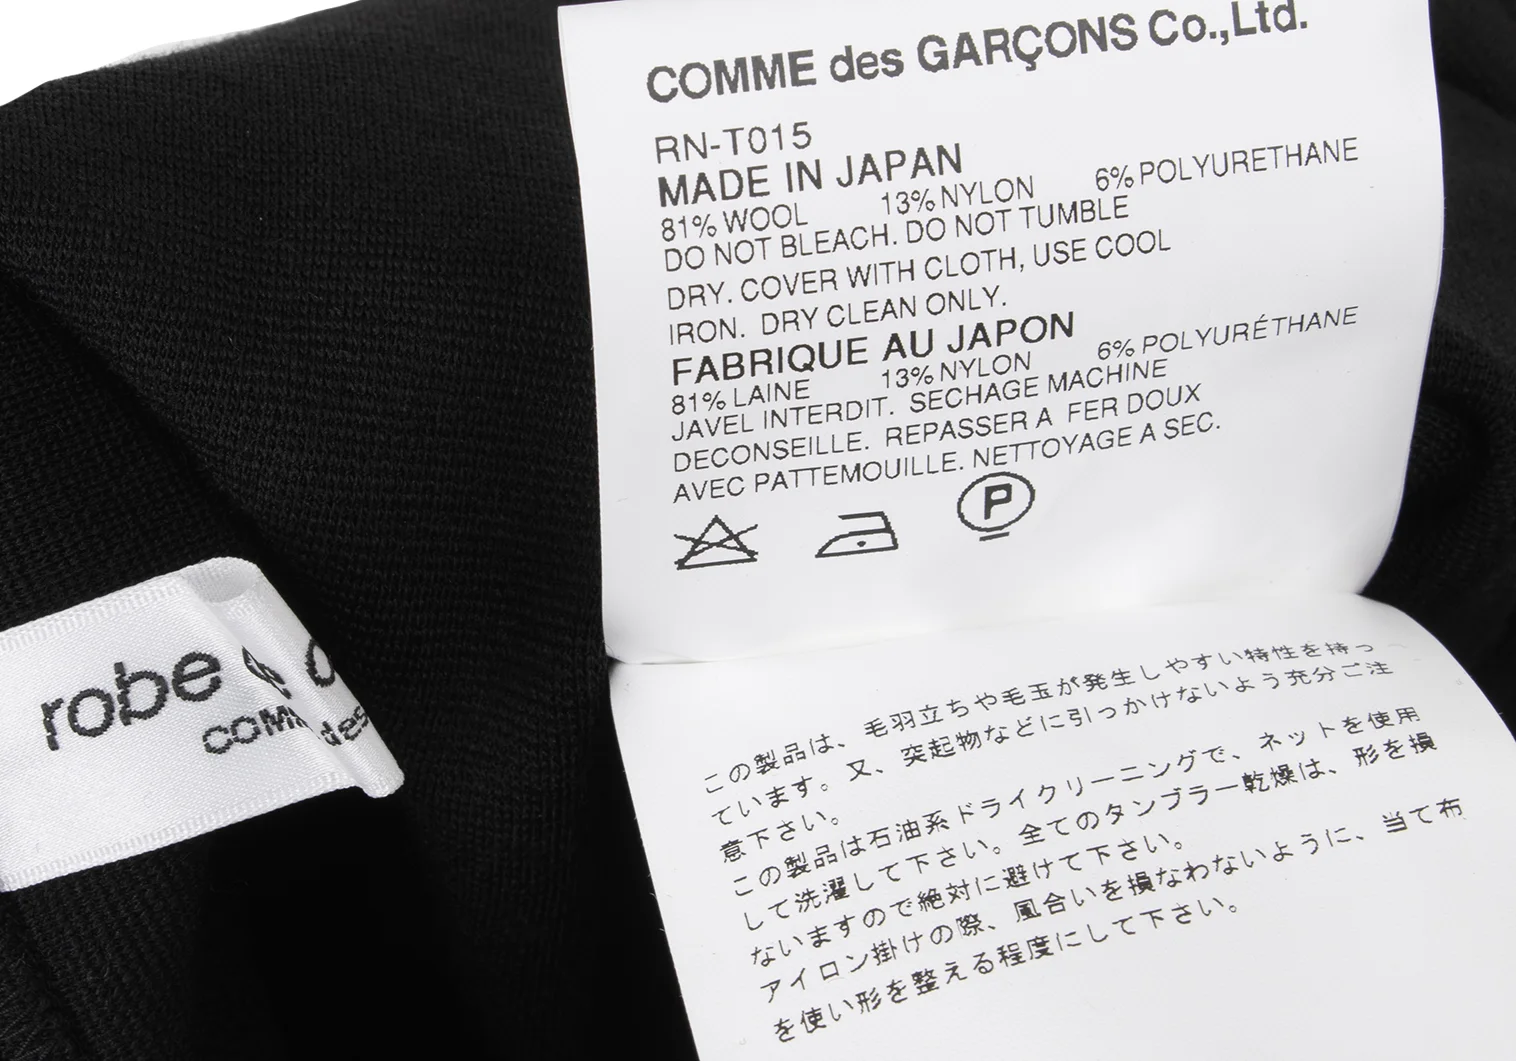 COMME des GARÇONS Co.,Ltd.
RN-T015
MADE IN JAPAN
81% WOOL 13% NYLON 6% POLYURETHANE
DO NOT BLEACH. DO NOT TUMBLE
DRY. COVER WITH CLOTH, USE COOL
IRON. DRY CLEAN ONLY.
FABRIQUE AU JAPON
81% LAINE 13% NYLON 6% POLYURÉTHANE
JAVEL INTERDIT. SECHAGE MACHINE
DECONSEILLE. REPASSER A FER DOUX
AVEC PATTEMOUILLE. NETTOYAGE A SEC.
P
robe de
COMME des
この製品は、毛羽立ちや毛玉が発生しやすい特性を持っ
ています。又、突起物などに引っかけないよう充分ご注
意下さい。
この製品は石油系ドライクリーニングで、ネットを使用
して洗濯して下さい。全てのタンブラー乾燥は、形を損
ないますので絶対に避けて下さい。
アイロン掛けの際、風合いを損なわないように、当て布
を使い形を整える程度にして下さい。